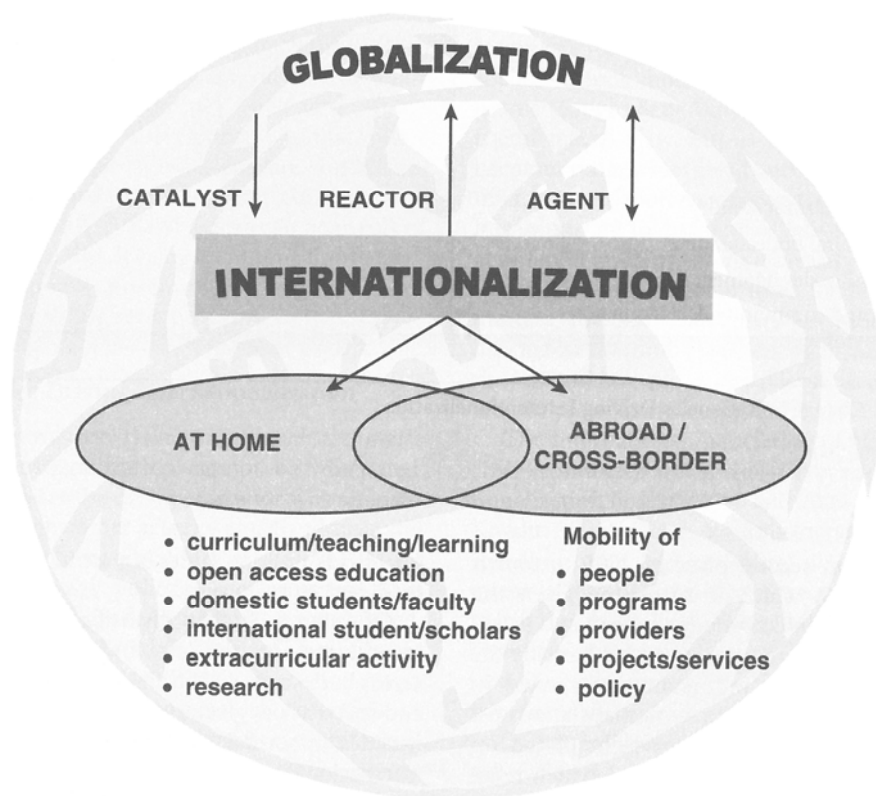 GLOBALIZATION
CATALYST
REACTOR
AGENT
INTERNATIONALIZATION
AT HOME
ABROAD /
CROSS-BORDER
• curriculum/teaching/learning
• open access education
• domestic students/faculty
• international student/scholars
• extracurricular activity
• research
Mobility of
• people
• programs
• providers
• projects/services
• policy